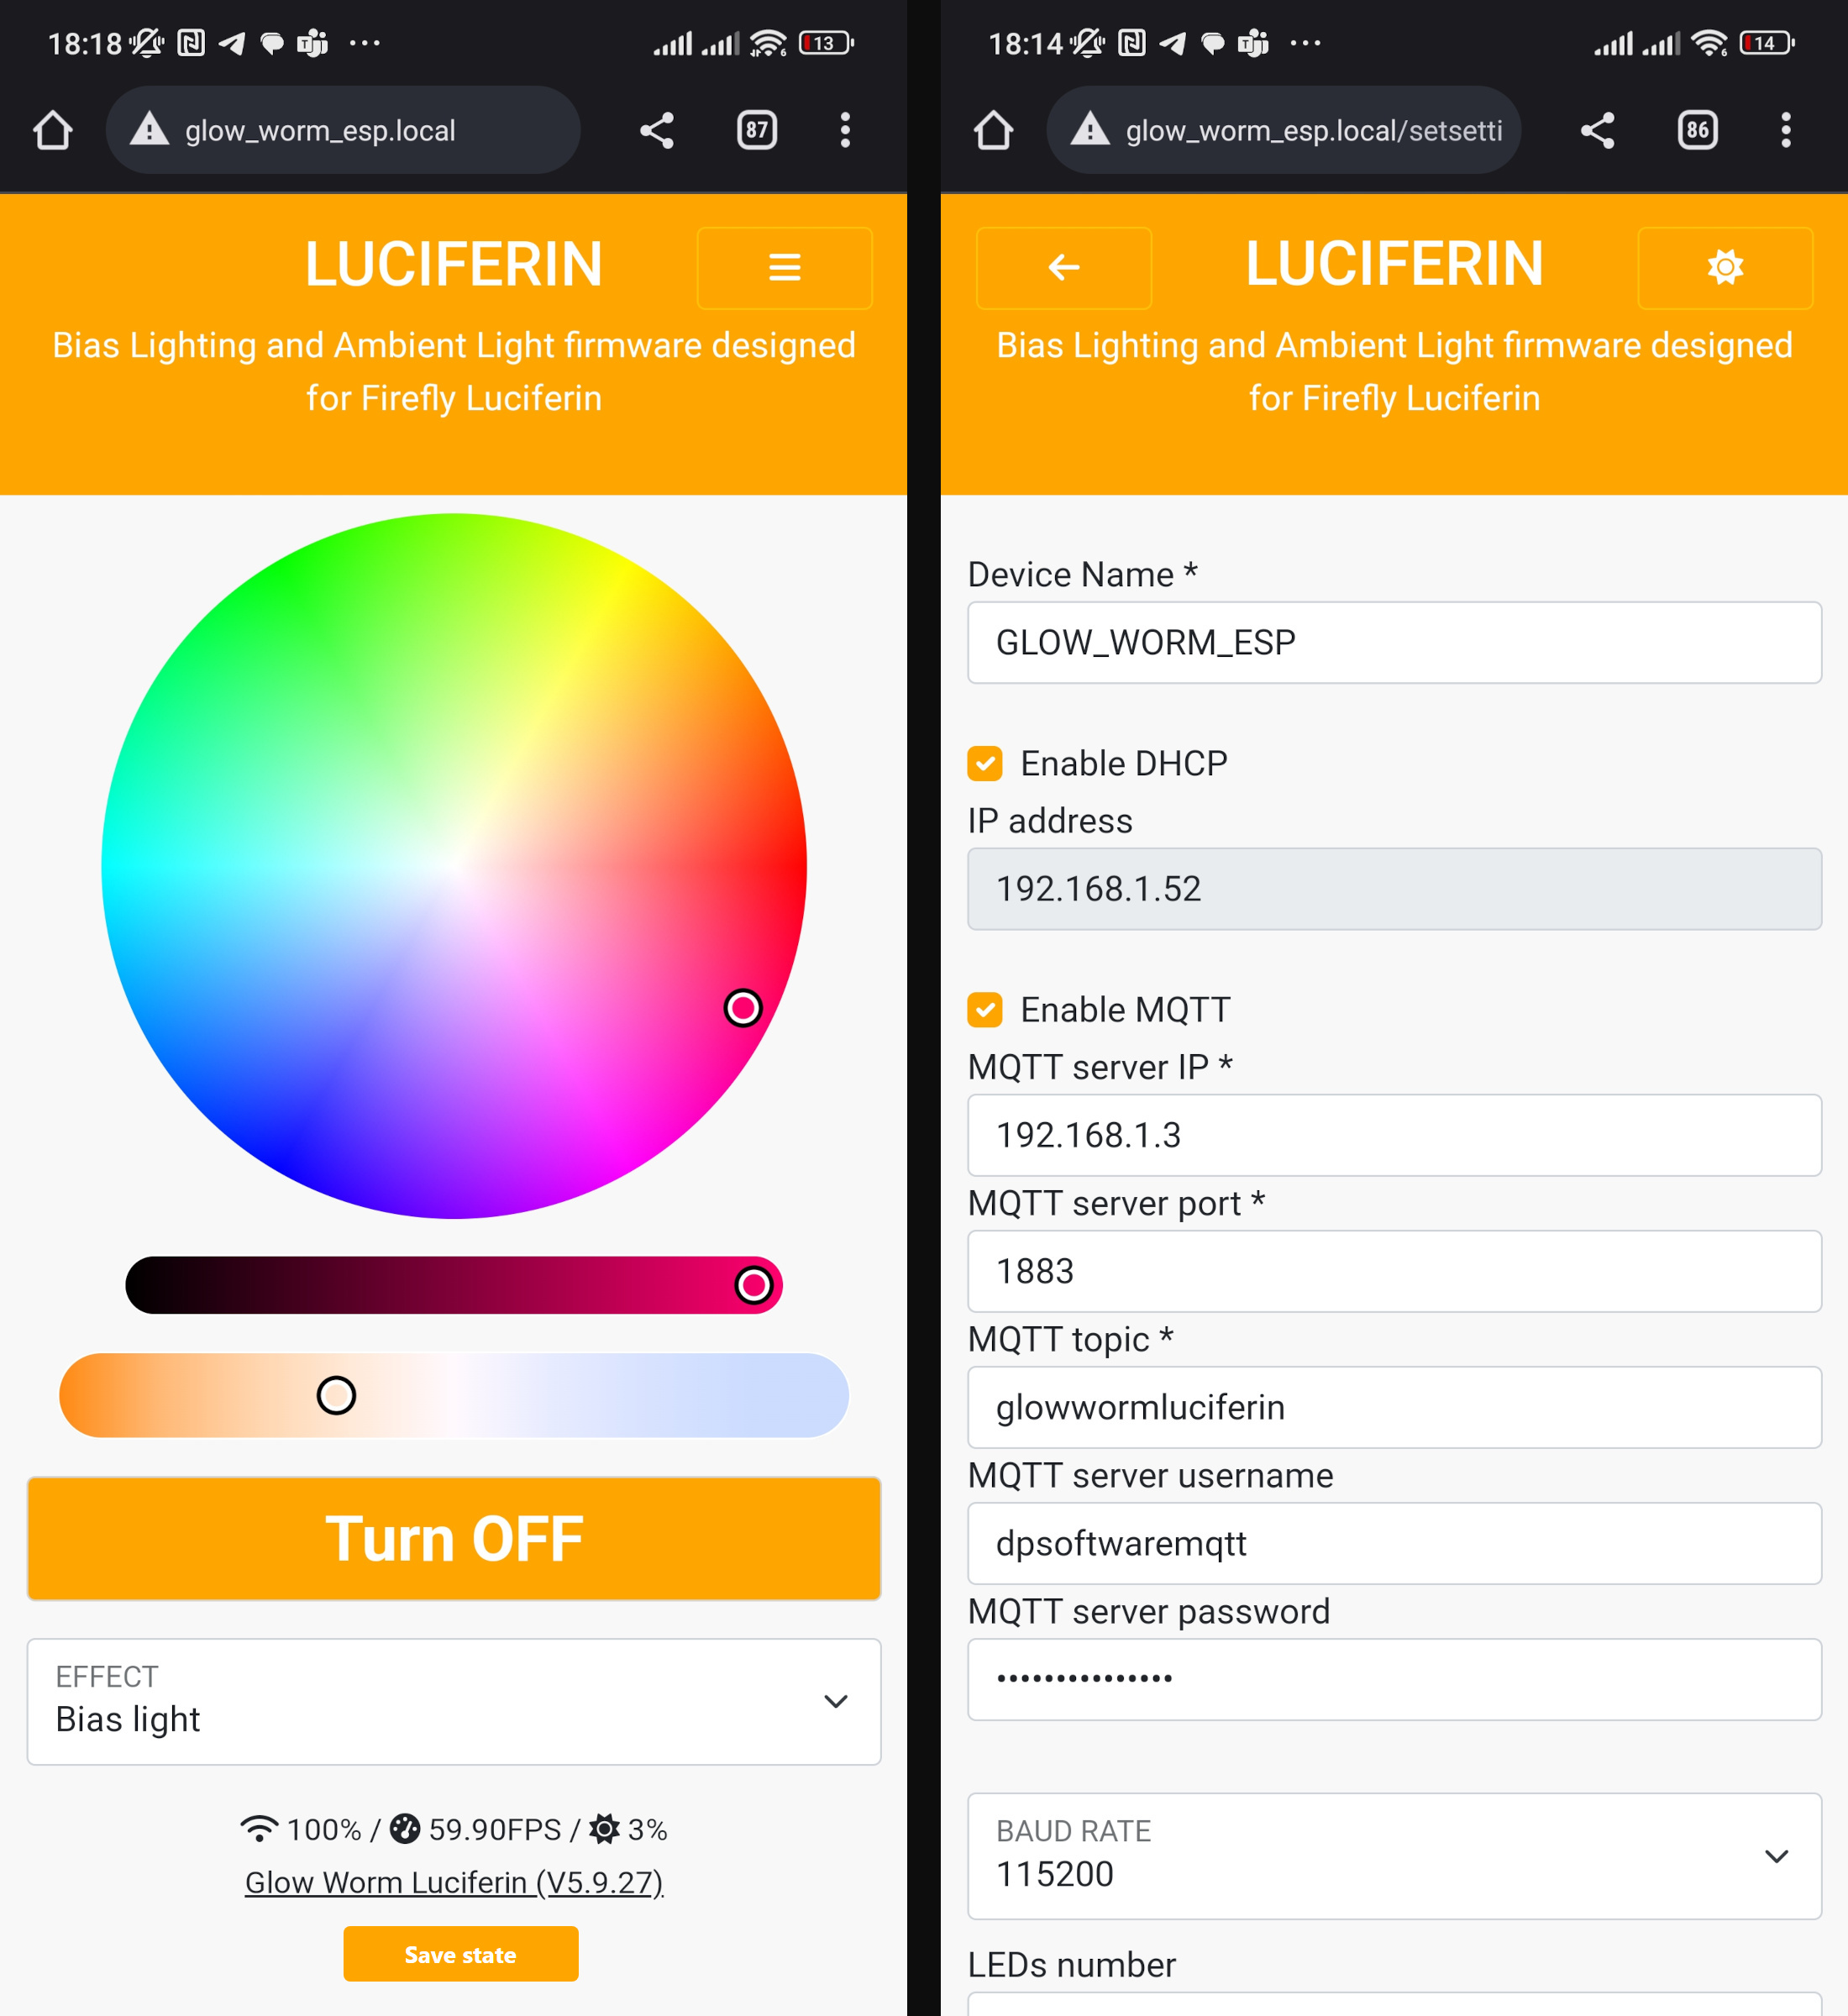 18:18
13
glow_worm_esp.local
87
LUCIFERIN
Bias Lighting and Ambient Light firmware designed
for Firefly Luciferin
Turn OFF
EFFECT
Bias light
100% / 59.90FPS / 3%
Glow Worm Luciferin (V5.9.27)
Save state
18:14
14
glow_worm_esp.local/setsetti
86
LUCIFERIN
Bias Lighting and Ambient Light firmware designed
for Firefly Luciferin
Device Name *
GLOW_WORM_ESP
Enable DHCP
IP address
192.168.1.52
Enable MQTT
MQTT server IP *
192.168.1.3
MQTT server port *
1883
MQTT topic *
glowwormluciferin
MQTT server username
dpsoftwaremqtt
MQTT server password
•••••••••••••••
BAUD RATE
115200
LEDs number